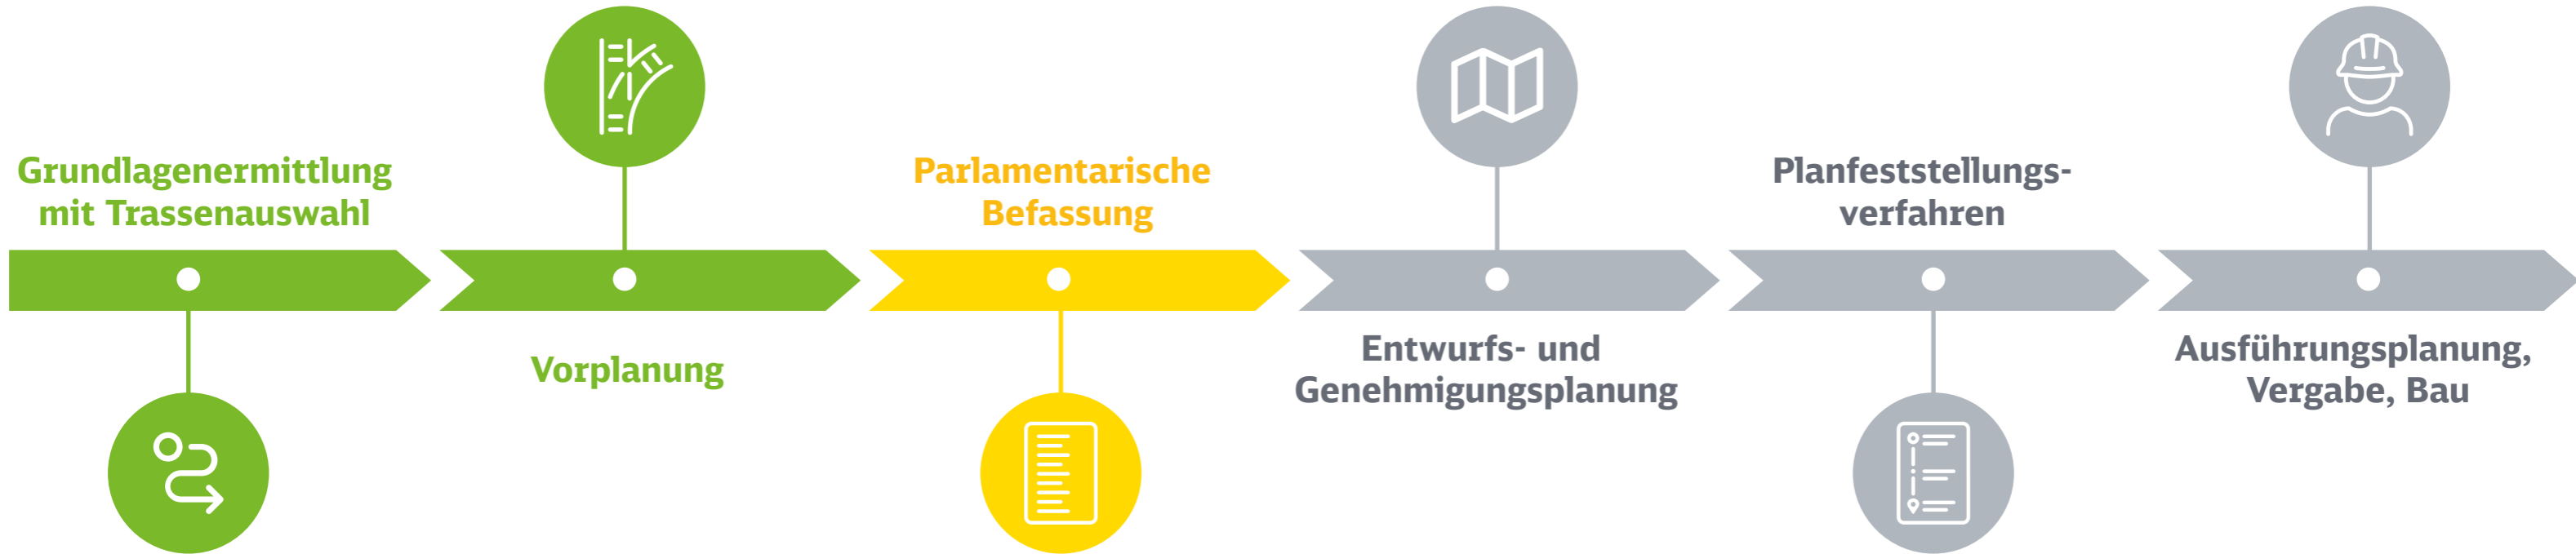 Grundlagenermittlung
mit Trassenauswahl
Vorplanung
Parlamentarische
Befassung
Entwurfs- und
Genehmigungsplanung
Planfeststellungs-
verfahren
Ausführungsplanung,
Vergabe, Bau